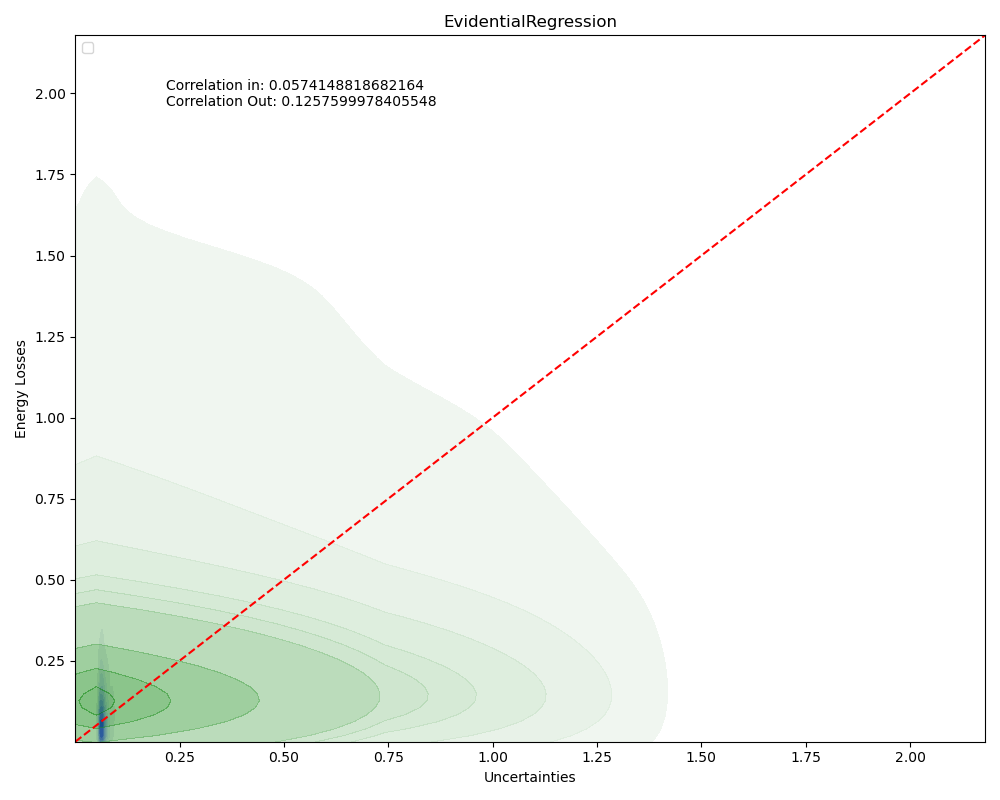 EvidentialRegression
Correlation in: 0.0574148818682164
Correlation Out: 0.1257599978405548
2.00
1.75
1.50
1.25
1.00
0.75
0.50
0.25
Energy Losses
0.25 0.50 0.75 1.00 1.25 1.50 1.75 2.00
Uncertainties